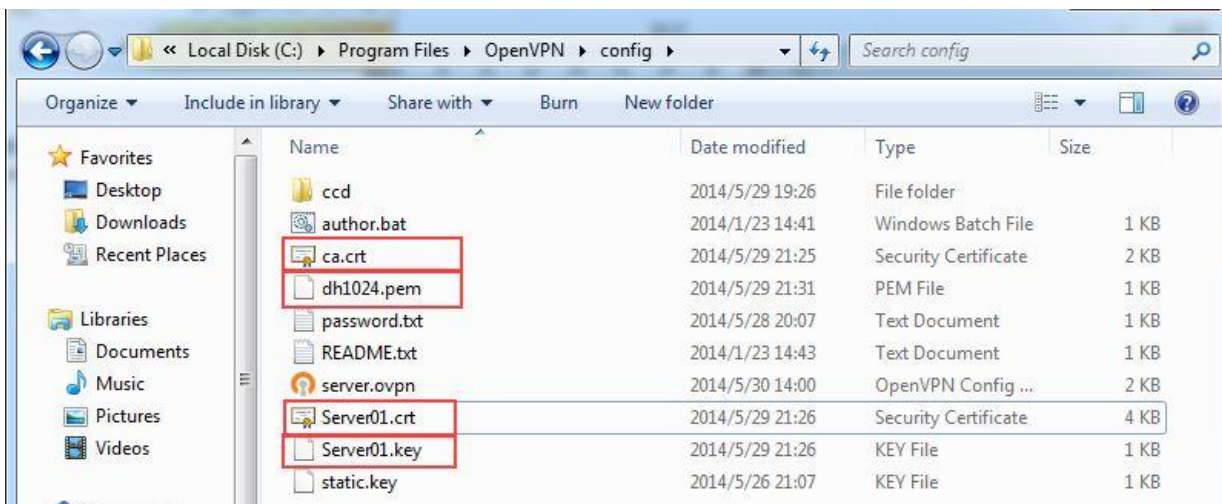 « Local Disk (C:) ▸ Program Files ▸ OpenVPN ▸ config ▸ Search config
Organize ▾ Include in library ▾ Share with ▾ Burn New folder
Favorites
Desktop
Downloads
Recent Places
Libraries
Documents
Music
Pictures
Videos
Name Date modified Type Size
ccd 2014/5/29 19:26 File folder
author.bat 2014/1/23 14:41 Windows Batch File 1 KB
ca.crt 2014/5/29 21:25 Security Certificate 2 KB
dh1024.pem 2014/5/29 21:31 PEM File 1 KB
password.txt 2014/5/28 20:07 Text Document 1 KB
README.txt 2014/1/23 14:43 Text Document 1 KB
server.ovpn 2014/5/30 14:00 OpenVPN Config ... 2 KB
Server01.crt 2014/5/29 21:26 Security Certificate 4 KB
Server01.key 2014/5/29 21:26 KEY File 1 KB
static.key 2014/5/26 21:07 KEY File 1 KB